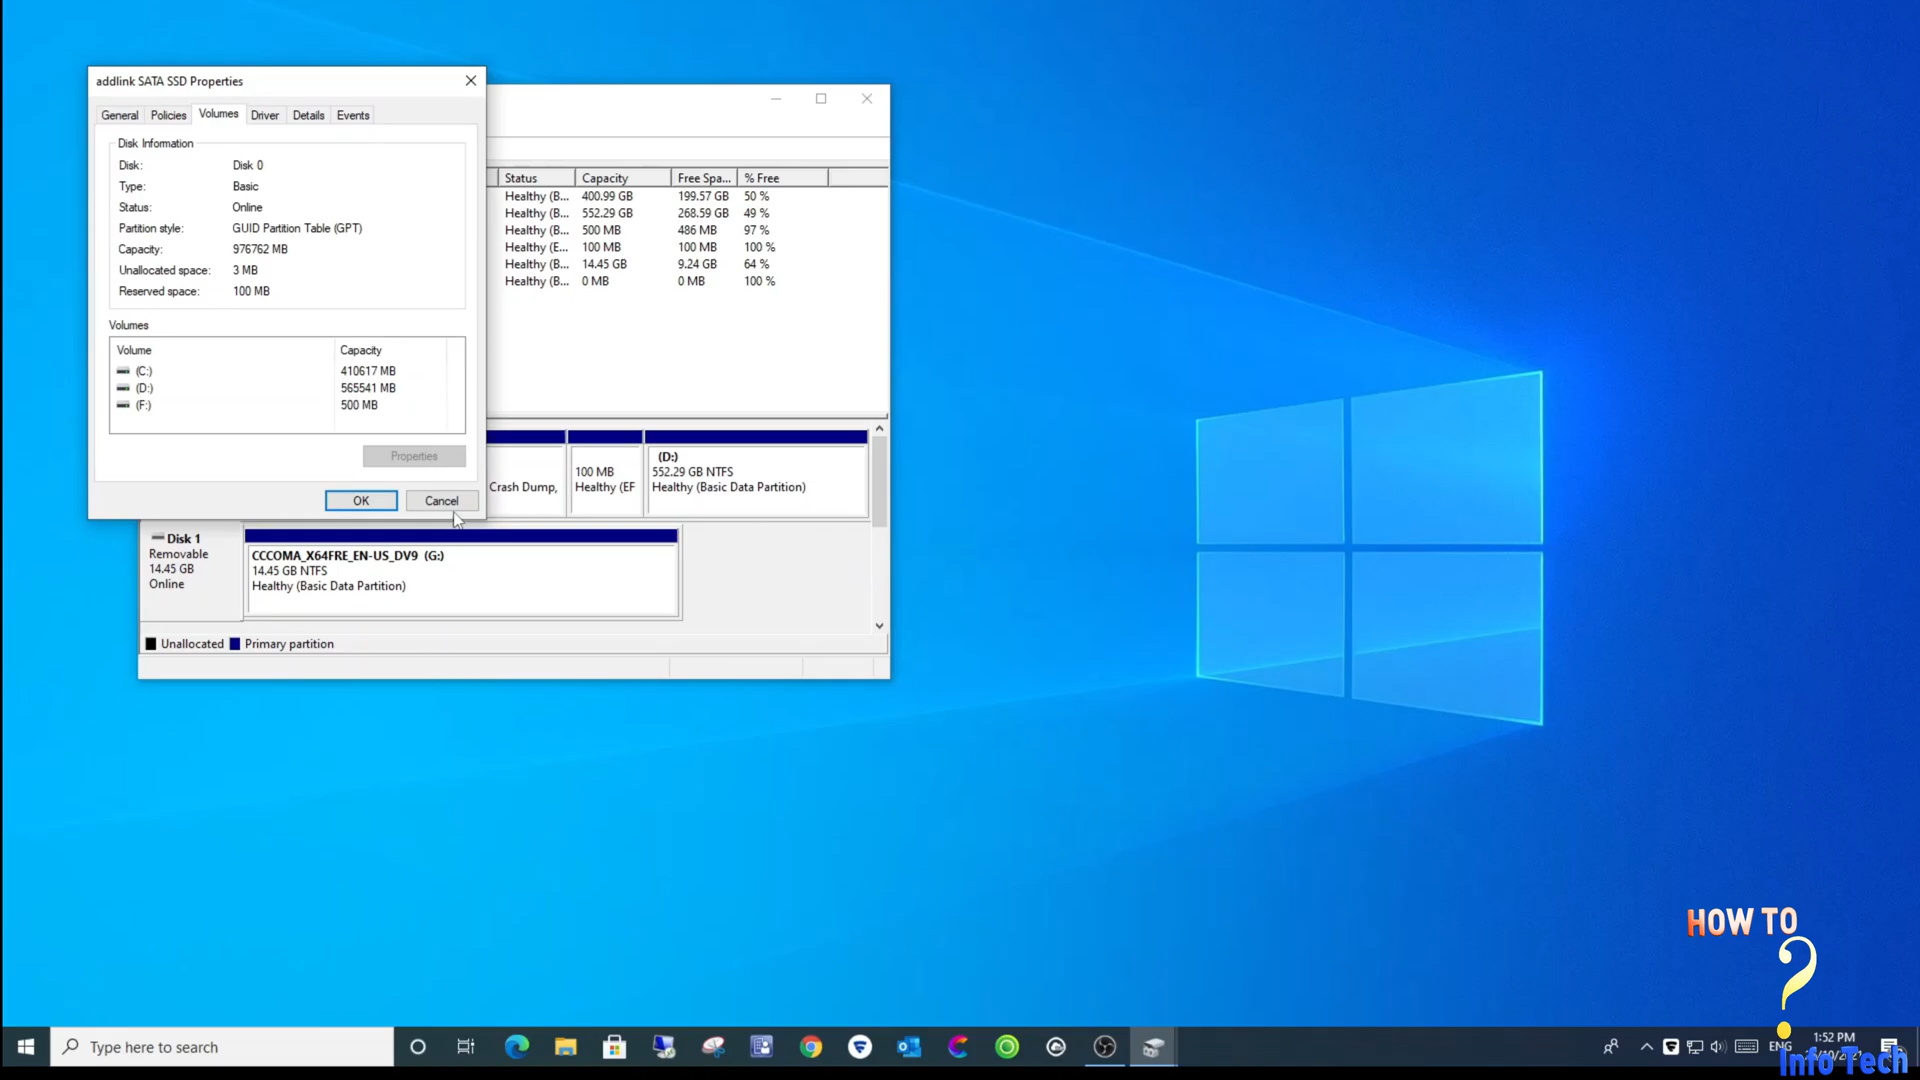 addlink SATA SSD Properties
General Policies Volumes Driver Details Events
Disk Information
Disk: Disk 0
Type: Basic
Status: Online
Partition style: GUID Partition Table (GPT)
Capacity: 976762 MB
Unallocated space: 3 MB
Reserved space: 100 MB
Volumes
Volume Capacity
(C:) 410617 MB
(D:) 565541 MB
(F:) 500 MB
Properties
OK Cancel
Status Capacity Free Spa... % Free
Healthy (B... 400.99 GB 199.57 GB 50 %
Healthy (B... 552.29 GB 268.59 GB 49 %
Healthy (B... 500 MB 486 MB 97 %
Healthy (E... 100 MB 100 MB 100 %
Healthy (B... 14.45 GB 9.24 GB 64 %
Healthy (B... 0 MB 0 MB 100 %
Crash Dump,
100 MB
Healthy (EF
(D:)
552.29 GB NTFS
Healthy (Basic Data Partition)
Disk 1
Removable
14.45 GB
Online
CCCOMA_X64FRE_EN-US_DV9 (G:)
14.45 GB NTFS
Healthy (Basic Data Partition)
Unallocated Primary partition
HOW TO
?
Info Tech
Type here to search
ENG
1:52 PM